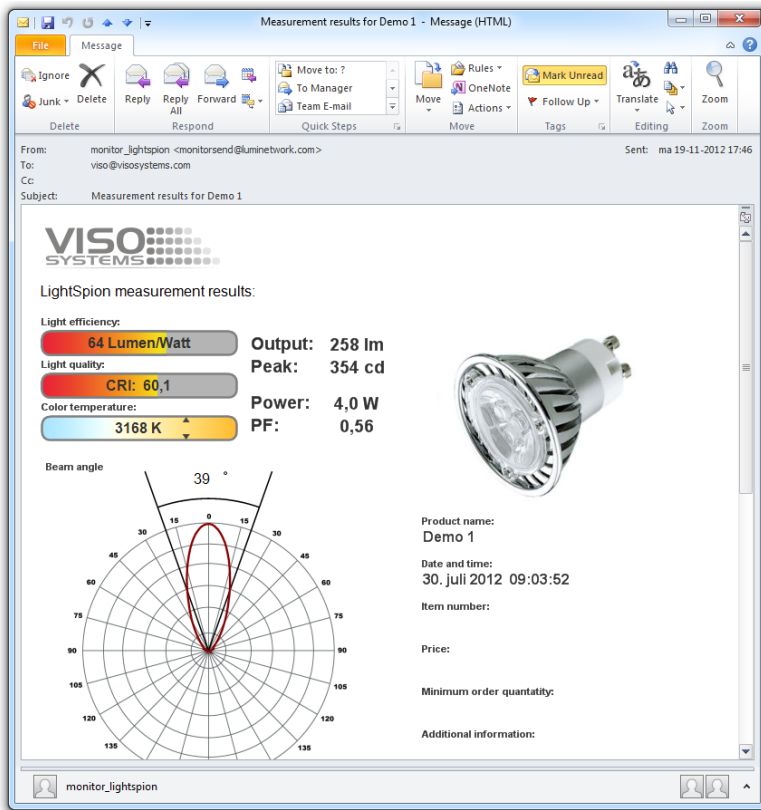 Measurement results for Demo 1 - Message (HTML)
File
Message
Ignore
Junk
Delete
Delete
Reply
Reply All
Forward
Respond
Move to: ?
To Manager
Team E-mail
Quick Steps
Move
Rules
OneNote
Actions
Move
Mark Unread
Follow Up
Tags
Translate
Editing
Zoom
Zoom
From: monitor_lightspion <monitorsend@luminetwork.com>
Sent: ma 19-11-2012 17:46
To: viso@visosystems.com
Cc:
Subject: Measurement results for Demo 1
VISO
SYSTEMS
LightSpion measurement results:
Light efficiency:
64 Lumen/Watt
Light quality:
CRI: 60,1
Color temperature:
3168 K
Output: 258 lm
Peak: 354 cd
Power: 4,0 W
PF: 0,56
Beam angle
39 °
30 15 0 15 30
45 45
60 60
75 75
90 90
105 105
120 120
135 135
Product name:
Demo 1
Date and time:
30. juli 2012 09:03:52
Item number:
Price:
Minimum order quantatity:
Additional information:
monitor_lightspion